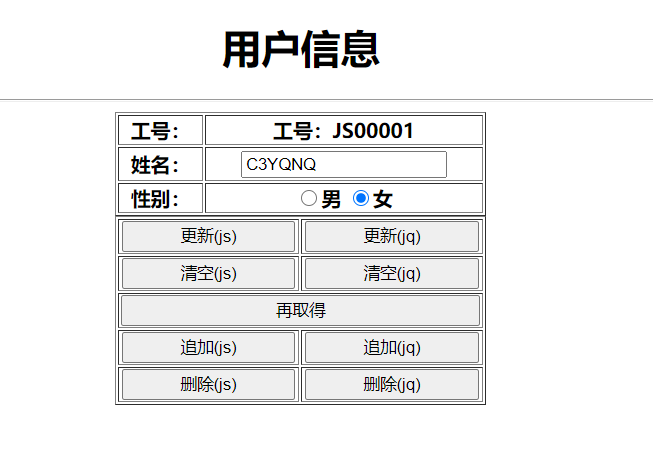 用户信息
工号: 工号: JS00001
姓名: C3YQNQ
性别: 男 女
更新(js) 更新(jq)
清空(js) 清空(jq)
再取得
追加(js) 追加(jq)
删除(js) 删除(jq)